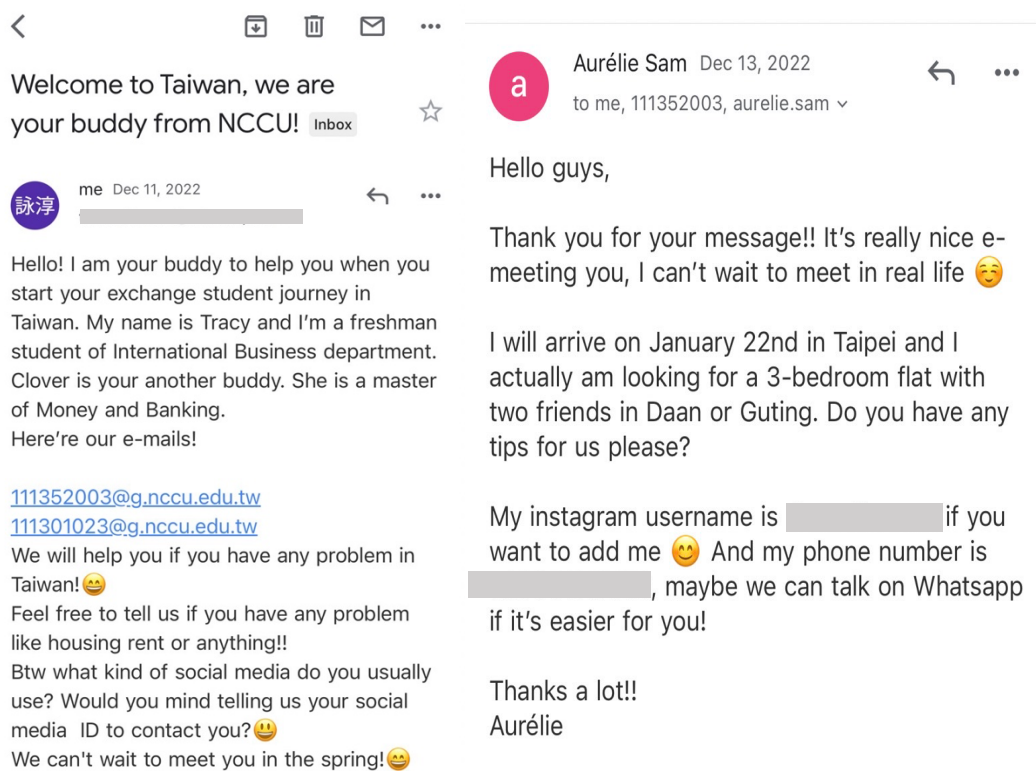 Welcome to Taiwan, we are
your buddy from NCCU! Inbox
詠淳
me Dec 11, 2022
Hello! I am your buddy to help you when you
start your exchange student journey in
Taiwan. My name is Tracy and I'm a freshman
student of International Business department.
Clover is your another buddy. She is a master
of Money and Banking.
Here're our e-mails!
111352003@g.nccu.edu.tw
111301023@g.nccu.edu.tw
We will help you if you have any problem in
Taiwan!😄
Feel free to tell us if you have any problem
like housing rent or anything!!
Btw what kind of social media do you usually
use? Would you mind telling us your social
media ID to contact you?😃
We can't wait to meet you in the spring!😄
a
Aurélie Sam Dec 13, 2022
to me, 111352003, aurelie.sam
Hello guys,
Thank you for your message!! It's really nice e-
meeting you, I can't wait to meet in real life ☺️
I will arrive on January 22nd in Taipei and I
actually am looking for a 3-bedroom flat with
two friends in Daan or Guting. Do you have any
tips for us please?
My instagram username is if you
want to add me 😊 And my phone number is
, maybe we can talk on Whatsapp
if it's easier for you!
Thanks a lot!!
Aurélie